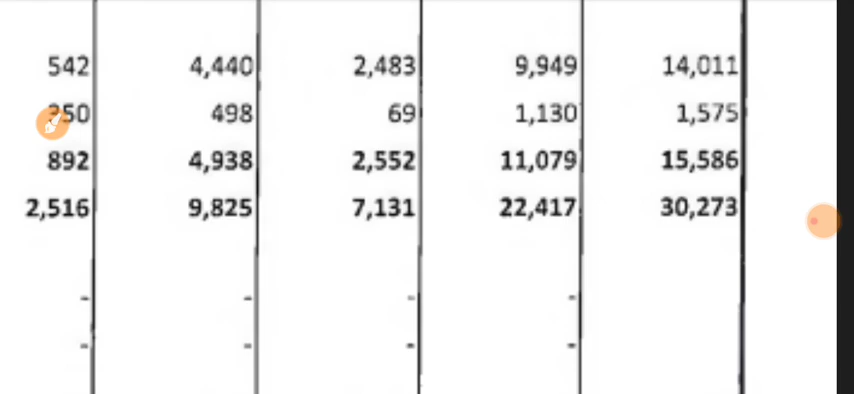 542 4,440 2,483 9,949 14,011
350 498 69 1,130 1,575
892 4,938 2,552 11,079 15,586
2,516 9,825 7,131 22,417 30,273
- - - -
- - - -